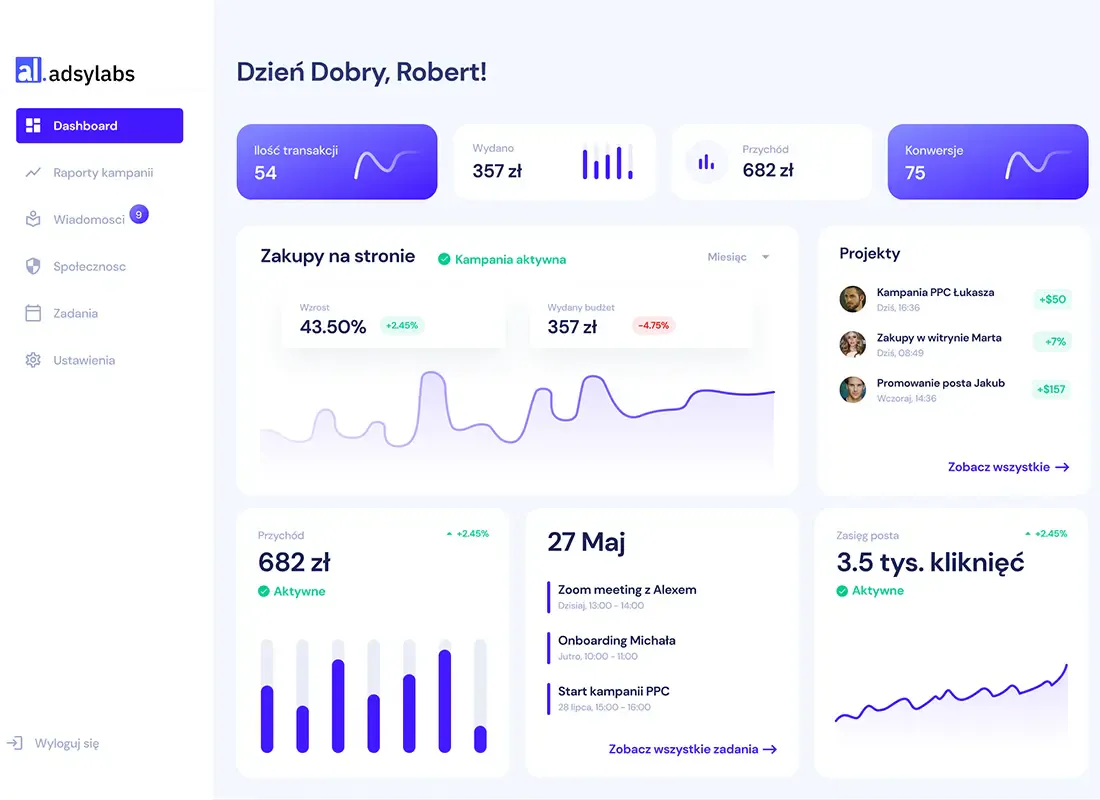 al.adsylabs
Dashboard
Raporty kampanii
Wiadomosci 9
Społecznosc
Zadania
Ustawienia
Wyloguj się
Dzień Dobry, Robert!
Ilość transakcji
54
Wydano
357 zł
Przychód
682 zł
Konwersje
75
Zakupy na stronie
Kampania aktywna
Miesiąc
Wzrost
43.50% +2.45%
Wydany budżet
357 zł -4.75%
Projekty
Kampania PPC Łukasza
Dziś, 16:36
+$50
Zakupy w witrynie Marta
Dziś, 08:49
+7%
Promowanie posta Jakub
Wczoraj, 14:36
+$157
Zobacz wszystkie →
Przychód
+2.45%
682 zł
Aktywne
27 Maj
Zoom meeting z Alexem
Dzisiaj, 13:00 - 14:00
Onboarding Michała
Jutro, 10:00 - 11:00
Start kampanii PPC
28 lipca, 15:00 - 16:00
Zobacz wszystkie zadania →
Zasięg posta
+2.45%
3.5 tys. kliknięć
Aktywne